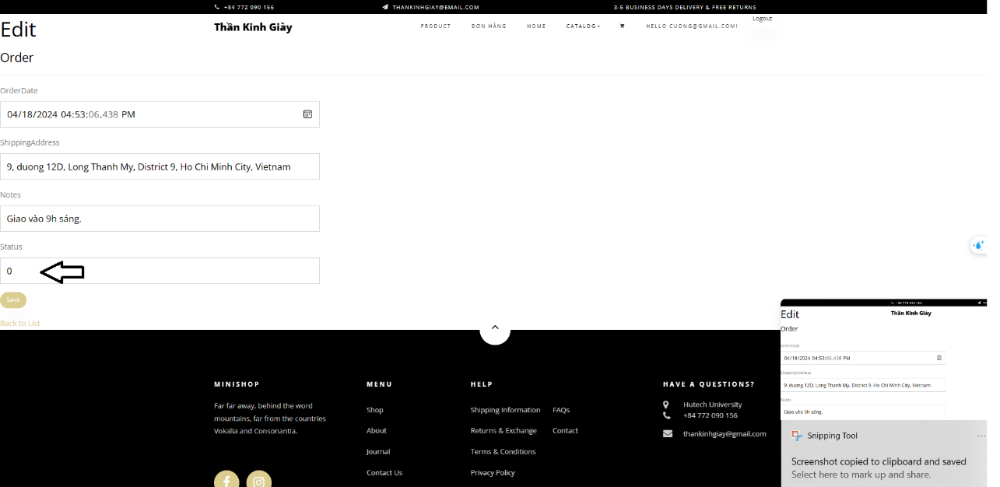 +84 772 090 156
THANKINHGIAY@EMAIL.COM
3-5 BUSINESS DAYS DELIVERY & FREE RETURNS
Edit
Thần Kinh Giày
PRODUCT
ĐƠN HÀNG
HOME
CATALOG
HELLO CUONG@GMAIL.COM!
Logout
Order
OrderDate
04/18/2024 04:53:06.438 PM
ShippingAddress
9, duong 12D, Long Thanh My, District 9, Ho Chi Minh City, Vietnam
Notes
Giao vào 9h sáng.
Status
0
Save
Back to List
MINISHOP
Far far away, behind the word
mountains, far from the countries
Vokalia and Consonantia.
MENU
Shop
About
Journal
Contact Us
HELP
Shipping Information
FAQs
Returns & Exchange
Contact
Terms & Conditions
Privacy Policy
HAVE A QUESTIONS?
Hutech University
+84 772 090 156
thankinhgiay@gmail.com
+84 772 090 156
Edit
Thần Kinh Giày
Order
OrderDate
04/18/2024 04:53:06.438 PM
ShippingAddress
9, duong 12D, Long Thanh My, District 9, Ho Chi Minh City, Vietnam
Notes
Giao vào 9h sáng.
Snipping Tool
Screenshot copied to clipboard and saved
Select here to mark up and share.